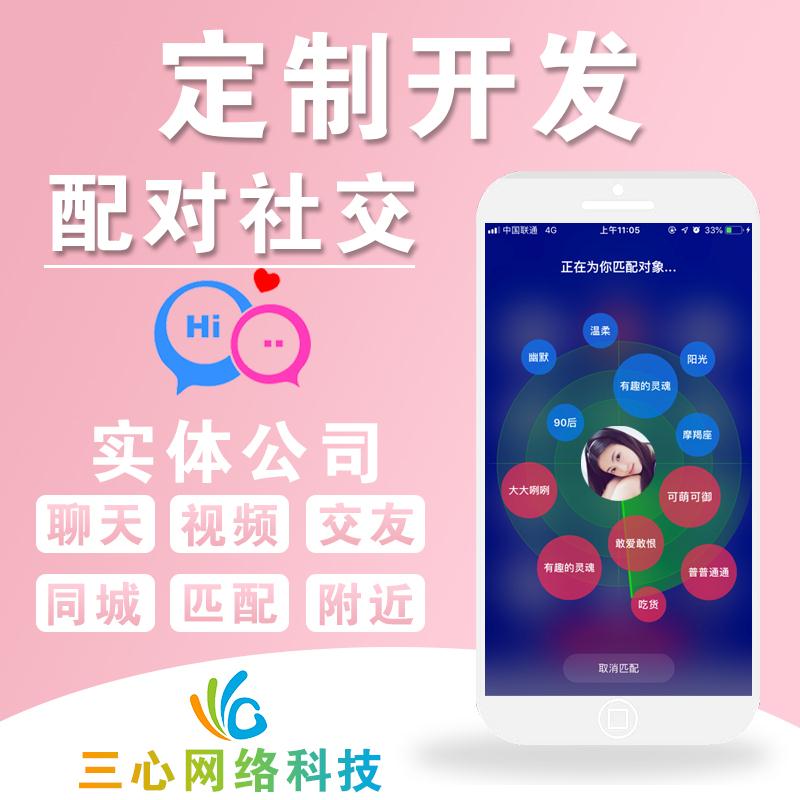 定制开发
配对社交
Hi
实体公司
聊天 视频 交友
同城 匹配 附近
三心网络科技
中国联通 4G 上午11:05 33%
正在为你匹配对象...
温柔
幽默
阳光
有趣的灵魂
90后
摩羯座
大大咧咧
可萌可御
敢爱敢恨
有趣的灵魂
普普通通
吃货
取消匹配